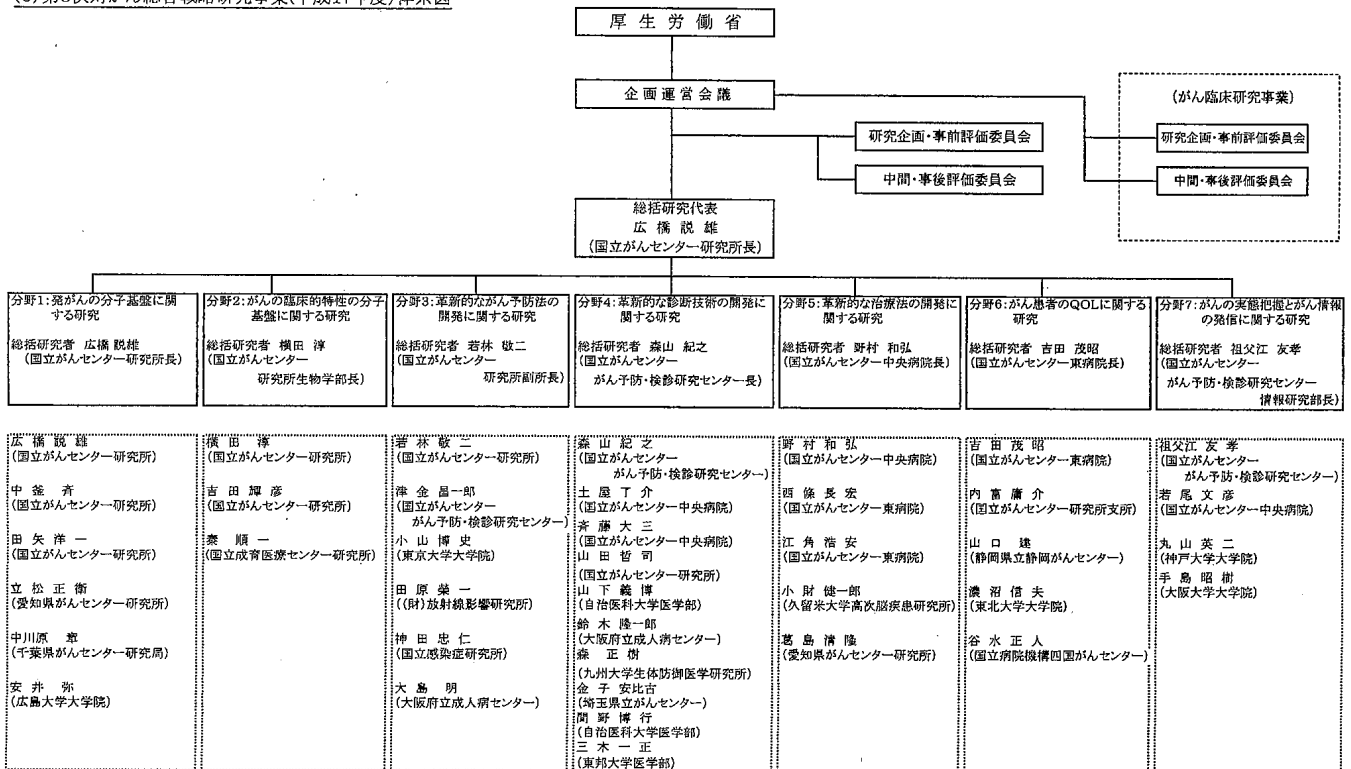 厚生労働省
企画運営会議
(がん臨床研究事業)
研究企画・事前評価委員会
中間・事後評価委員会
研究企画・事前評価委員会
中間・事後評価委員会
総括研究代表
広橋説雄
(国立がんセンター研究所長)
分野1:発がんの分子基盤に関
する研究
総括研究者 広橋説雄
(国立がんセンター研究所長)
分野2:がんの臨床的特性の分子
基盤に関する研究
総括研究者 横田 淳
(国立がんセンター
研究所生物学部長)
分野3:革新的ながん予防法の
開発に関する研究
総括研究者 若林 敬二
(国立がんセンター
研究所副所長)
分野4:革新的な診断技術の開発に
関する研究
総括研究者 森山 紀之
(国立がんセンター
がん予防・検診研究センター長)
分野5:革新的な治療法の開発に
関する研究
総括研究者 野村 和弘
(国立がんセンター中央病院長)
分野6:がん患者のQOLに関する
研究
総括研究者 吉田 茂昭
(国立がんセンター東病院長)
分野7:がんの実態把握とがん情報
の発信に関する研究
総括研究者 祖父江 友孝
(国立がんセンター
がん予防・検診研究センター
情報研究部長)
広橋説雄
(国立がんセンター研究所)
中釜 斉
(国立がんセンター研究所)
田矢洋一
(国立がんセンター研究所)
立松正衞
(愛知県がんセンター研究所)
中川原 章
(千葉県がんセンター研究局)
安井 弥
(広島大学大学院)
横田 淳
(国立がんセンター研究所)
吉田輝彦
(国立がんセンター研究所)
秦 順一
(国立成育医療センター研究所)
若林敬二
(国立がんセンター研究所)
津金昌一郎
(国立がんセンター
がん予防・検診研究センター)
小山博史
(東京大学大学院)
田原榮一
((財)放射線影響研究所)
神田忠仁
(国立感染症研究所)
大島 明
(大阪府立成人病センター)
森山紀之
(国立がんセンター
がん予防・検診研究センター)
土屋了介
(国立がんセンター中央病院)
斉藤大三
(国立がんセンター中央病院)
山田哲司
(国立がんセンター研究所)
山下義博
(自治医科大学医学部)
鈴木隆一郎
(大阪府立成人病センター)
森 正樹
(九州大学生体防御医学研究所)
金子安比古
(埼玉県立がんセンター)
間野博行
(自治医科大学医学部)
三木一正
(東邦大学医学部)
野村和弘
(国立がんセンター中央病院)
西條長宏
(国立がんセンター東病院)
江角浩安
(国立がんセンター東病院)
小財健一郎
(久留米大学高次脳疾患研究所)
葛島清隆
(愛知県がんセンター研究所)
吉田茂昭
(国立がんセンター東病院)
内富庸介
(国立がんセンター研究所支所)
山口 建
(静岡県立静岡がんセンター)
濃沼信夫
(東北大学大学院)
谷水正人
(国立病院機構四国がんセンター)
祖父江友孝
(国立がんセンター
がん予防・検診研究センター)
若尾文彦
(国立がんセンター中央病院)
丸山英二
(神戸大学大学院)
手島昭樹
(大阪大学大学院)